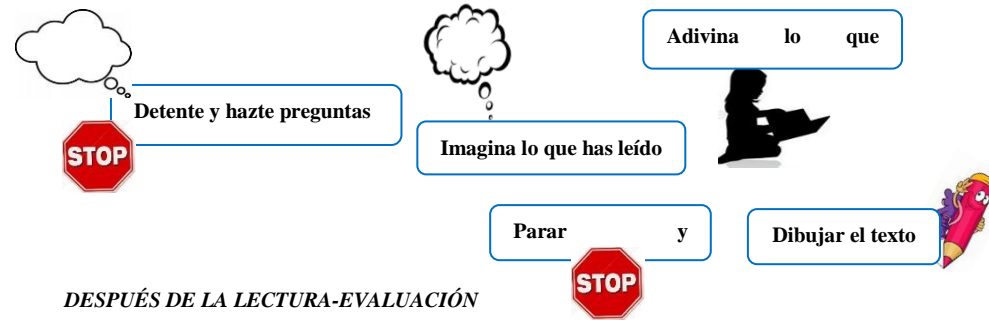 Adivina lo que
Detente y hazte preguntas
STOP
Imagina lo que has leído
Parar y
STOP
Dibujar el texto
DESPUÉS DE LA LECTURA-EVALUACIÓN